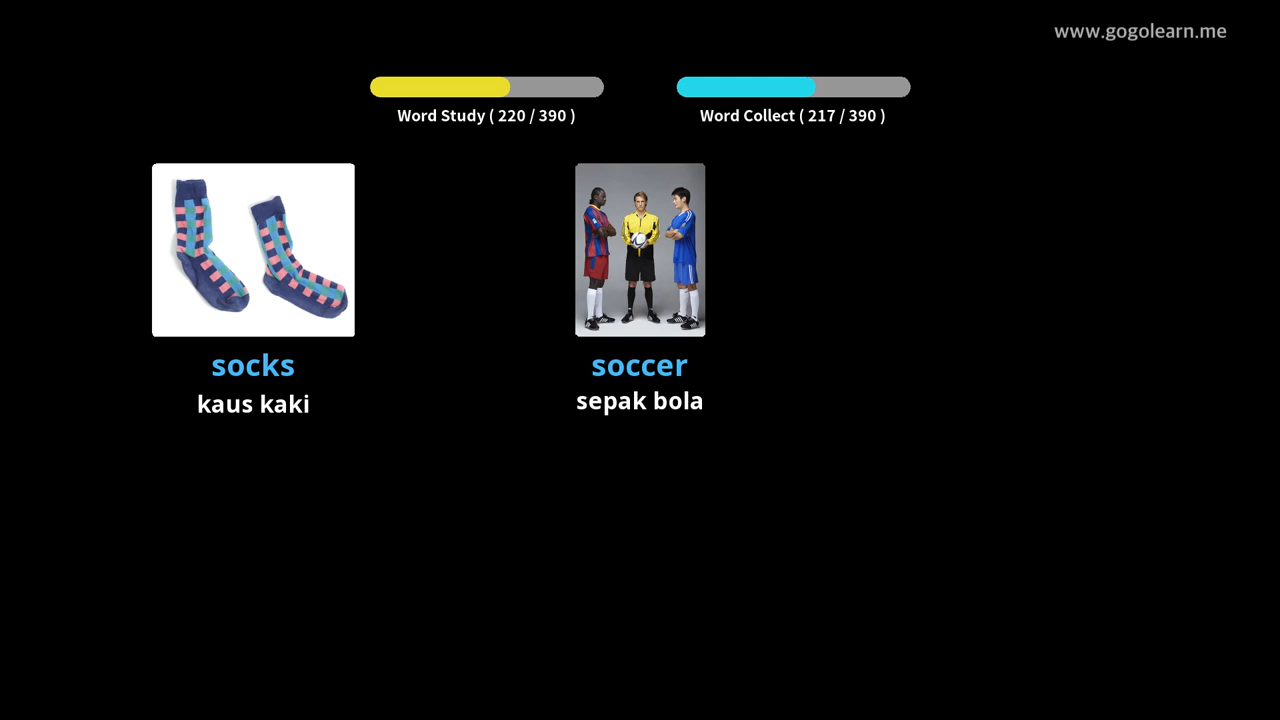 www.gogolearn.me
Word Study ( 220 / 390 )
Word Collect ( 217 / 390 )
socks
kaus kaki
soccer
sepak bola